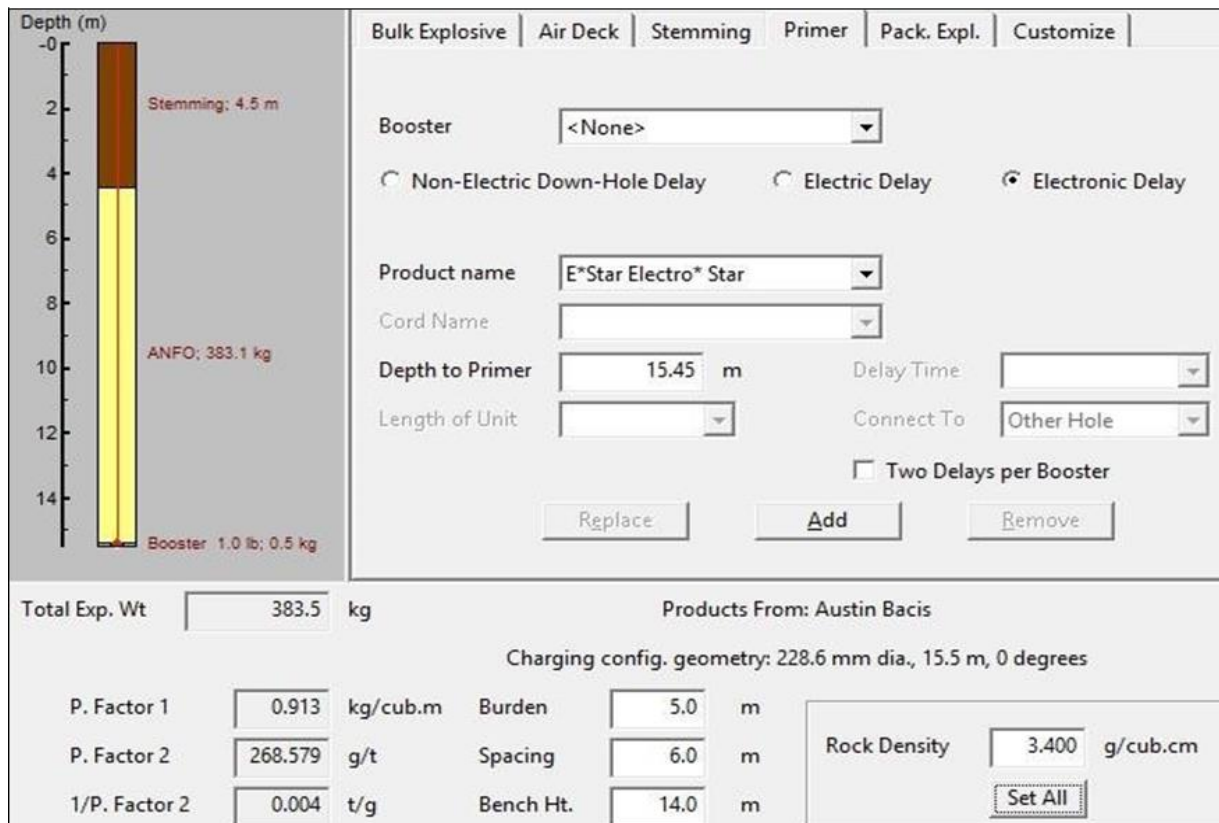 Depth (m)
-0
2
4
6
8
10
12
14
Stemming; 4.5 m
ANFO; 383.1 kg
Booster 1.0 lb; 0.5 kg
Bulk Explosive Air Deck Stemming Primer Pack. Expl. Customize
Booster <None>
Non-Electric Down-Hole Delay Electric Delay Electronic Delay
Product name E*Star Electro* Star
Cord Name
Depth to Primer 15.45 m Delay Time
Length of Unit Connect To Other Hole
Two Delays per Booster
Replace Add Remove
Total Exp. Wt 383.5 kg Products From: Austin Bacis
Charging config. geometry: 228.6 mm dia., 15.5 m, 0 degrees
P. Factor 1 0.913 kg/cub.m Burden 5.0 m
P. Factor 2 268.579 g/t Spacing 6.0 m Rock Density 3.400 g/cub.cm
1/P. Factor 2 0.004 t/g Bench Ht. 14.0 m Set All